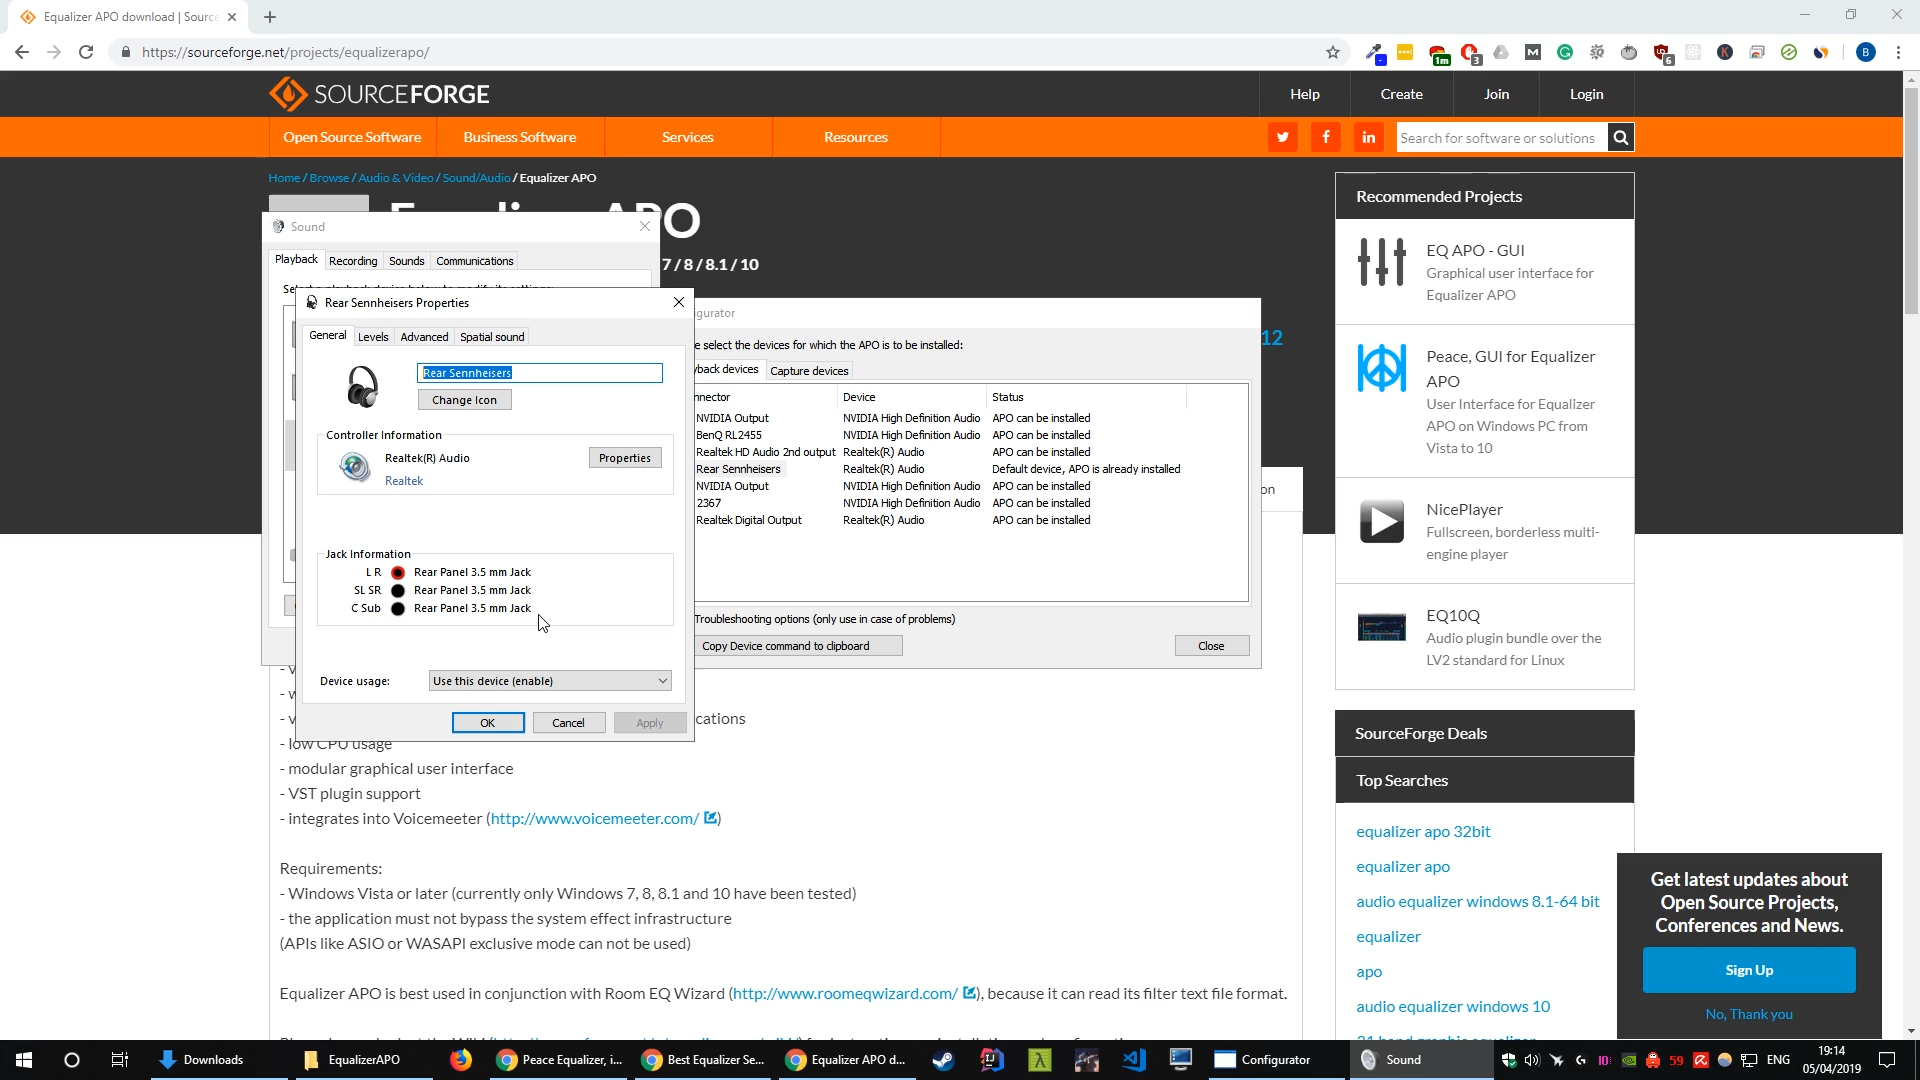 Equalizer APO download | Source
https://sourceforge.net/projects/equalizerapo/
1m
3
6
B
SOURCEFORGE
Help
Create
Join
Login
Open Source Software
Business Software
Services
Resources
Search for software or solutions
Home / Browse / Audio & Video / Sound/Audio / Equalizer APO
7 / 8 / 8.1 / 10
12
Sound
Playback
Recording
Sounds
Communications
Rear Sennheisers Properties
General
Levels
Advanced
Spatial sound
Rear Sennheisers
Change Icon
Controller Information
Realtek(R) Audio
Properties
Realtek
Jack Information
L R Rear Panel 3.5 mm Jack
SL SR Rear Panel 3.5 mm Jack
C Sub Rear Panel 3.5 mm Jack
Device usage:
Use this device (enable)
OK
Cancel
Apply
gurator
e select the devices for which the APO is to be installed:
yback devices
Capture devices
nnector Device Status
NVIDIA Output NVIDIA High Definition Audio APO can be installed
BenQ RL2455 NVIDIA High Definition Audio APO can be installed
Realtek HD Audio 2nd output Realtek(R) Audio APO can be installed
Rear Sennheisers Realtek(R) Audio Default device, APO is already installed
NVIDIA Output NVIDIA High Definition Audio APO can be installed
2367 NVIDIA High Definition Audio APO can be installed
Realtek Digital Output Realtek(R) Audio APO can be installed
Troubleshooting options (only use in case of problems)
Copy Device command to clipboard
Close
on
cations
- low CPU usage
- modular graphical user interface
- VST plugin support
- integrates into Voicemeeter (http://www.voicemeeter.com/ )
Requirements:
- Windows Vista or later (currently only Windows 7, 8, 8.1 and 10 have been tested)
- the application must not bypass the system effect infrastructure
(APIs like ASIO or WASAPI exclusive mode can not be used)
Equalizer APO is best used in conjunction with Room EQ Wizard (http://www.roomeqwizard.com/ ), because it can read its filter text file format.
Recommended Projects
EQ APO - GUI
Graphical user interface for
Equalizer APO
Peace, GUI for Equalizer
APO
User Interface for Equalizer
APO on Windows PC from
Vista to 10
NicePlayer
Fullscreen, borderless multi-
engine player
EQ10Q
Audio plugin bundle over the
LV2 standard for Linux
SourceForge Deals
Top Searches
equalizer apo 32bit
equalizer apo
audio equalizer windows 8.1-64 bit
equalizer
apo
audio equalizer windows 10
Get latest updates about
Open Source Projects,
Conferences and News.
Sign Up
No, Thank you
Downloads
EqualizerAPO
Peace Equalizer, i...
Best Equalizer Se...
Equalizer APO d...
Configurator
Sound
59
ENG
19:14
05/04/2019